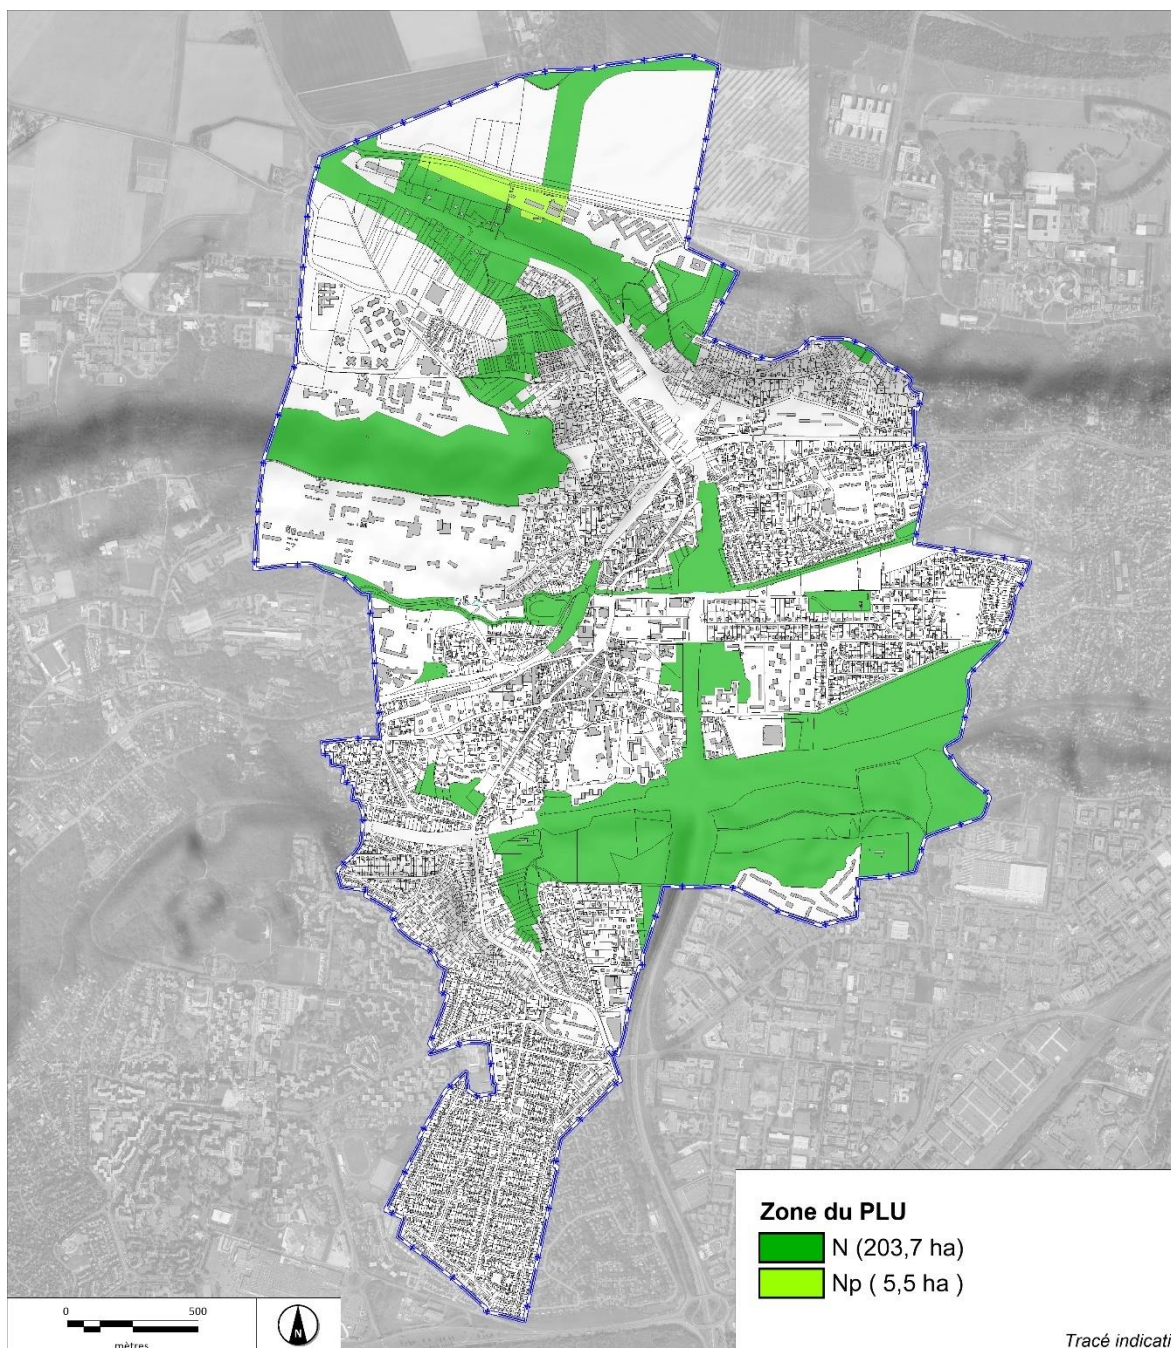 Zone du PLU
N (203,7 ha)
Np ( 5,5 ha )
0 500
mètres
N
Tracé indicati